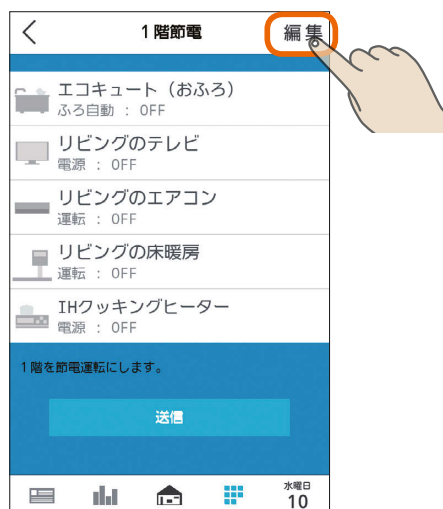 1階節電 編集
エコキュート（おふろ）
ふろ自動 : OFF
リビングのテレビ
電源 : OFF
リビングのエアコン
運転 : OFF
リビングの床暖房
運転 : OFF
IHクッキングヒーター
電源 : OFF
1階を節電運転にします。
送信
水曜日
10